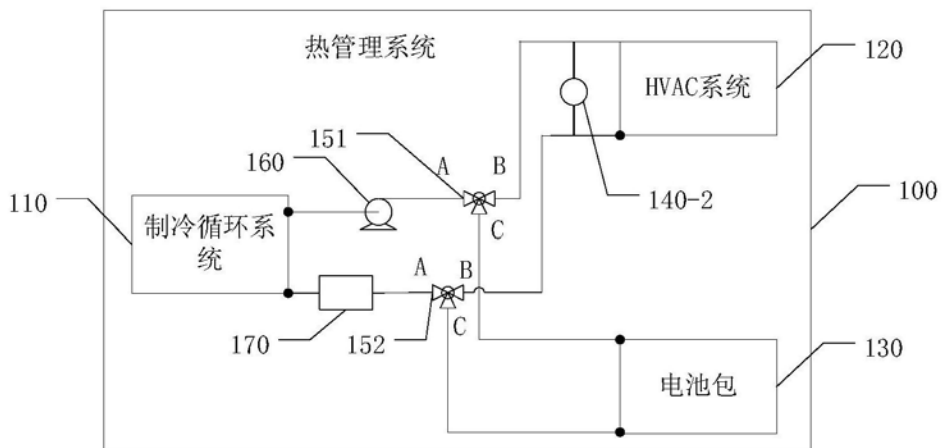 热管理系统
HVAC系统
120
151
160
A
B
140-2
110
C
100
制冷循环系
统
A
B
C
170
152
电池包
130